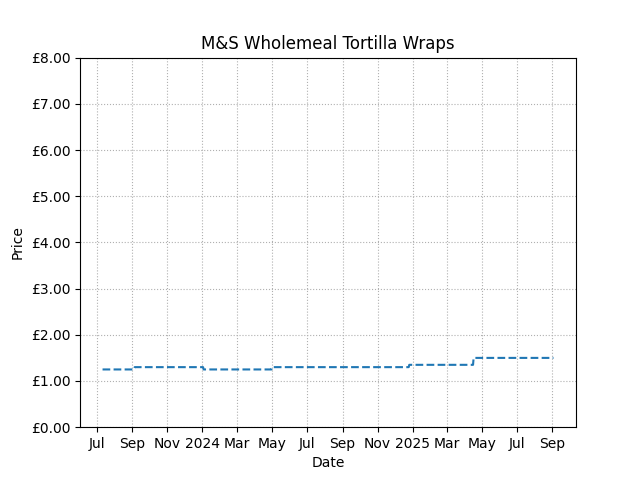 M&S Wholemeal Tortilla Wraps
£8.00
£7.00
£6.00
£5.00
£4.00
£3.00
£2.00
£1.00
£0.00
Price
Jul Sep Nov 2024 Mar May Jul Sep Nov 2025 Mar May Jul Sep
Date